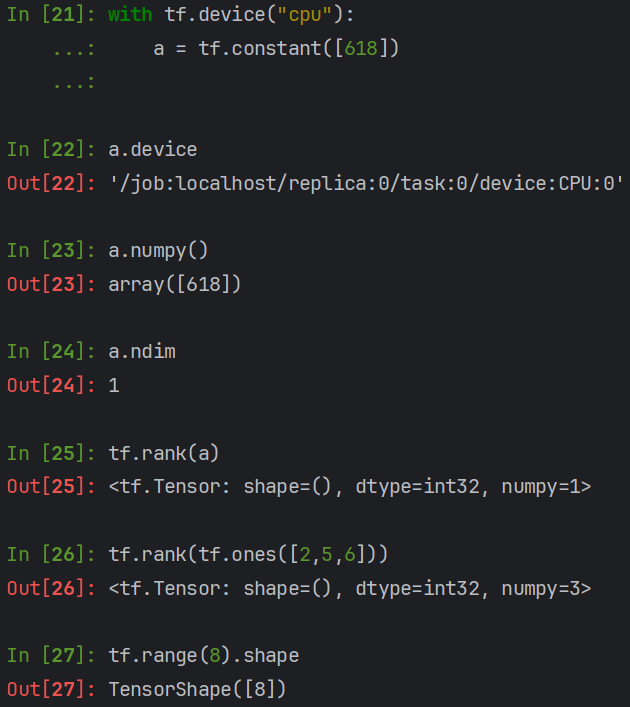 In [21]: with tf.device("cpu"):
    ...:     a = tf.constant([618])
    ...:
In [22]: a.device
Out[22]: '/job:localhost/replica:0/task:0/device:CPU:0'
In [23]: a.numpy()
Out[23]: array([618])
In [24]: a.ndim
Out[24]: 1
In [25]: tf.rank(a)
Out[25]: <tf.Tensor: shape=(), dtype=int32, numpy=1>
In [26]: tf.rank(tf.ones([2,5,6]))
Out[26]: <tf.Tensor: shape=(), dtype=int32, numpy=3>
In [27]: tf.range(8).shape
Out[27]: TensorShape([8])